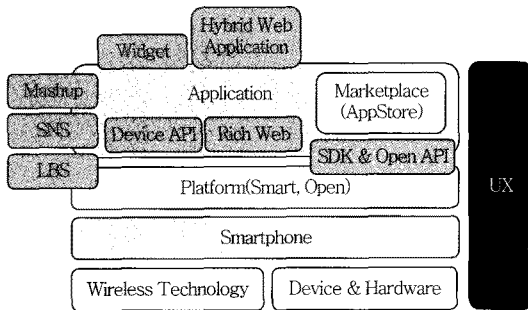 Hybrid Web
Application
Widget
Mashup
Application
Marketplace
(AppStore)
SNS
Device API
Rich Web
SDK & Open API
LBS
Platform(Smart, Open)
UX
Smartphone
Wireless Technology
Device & Hardware